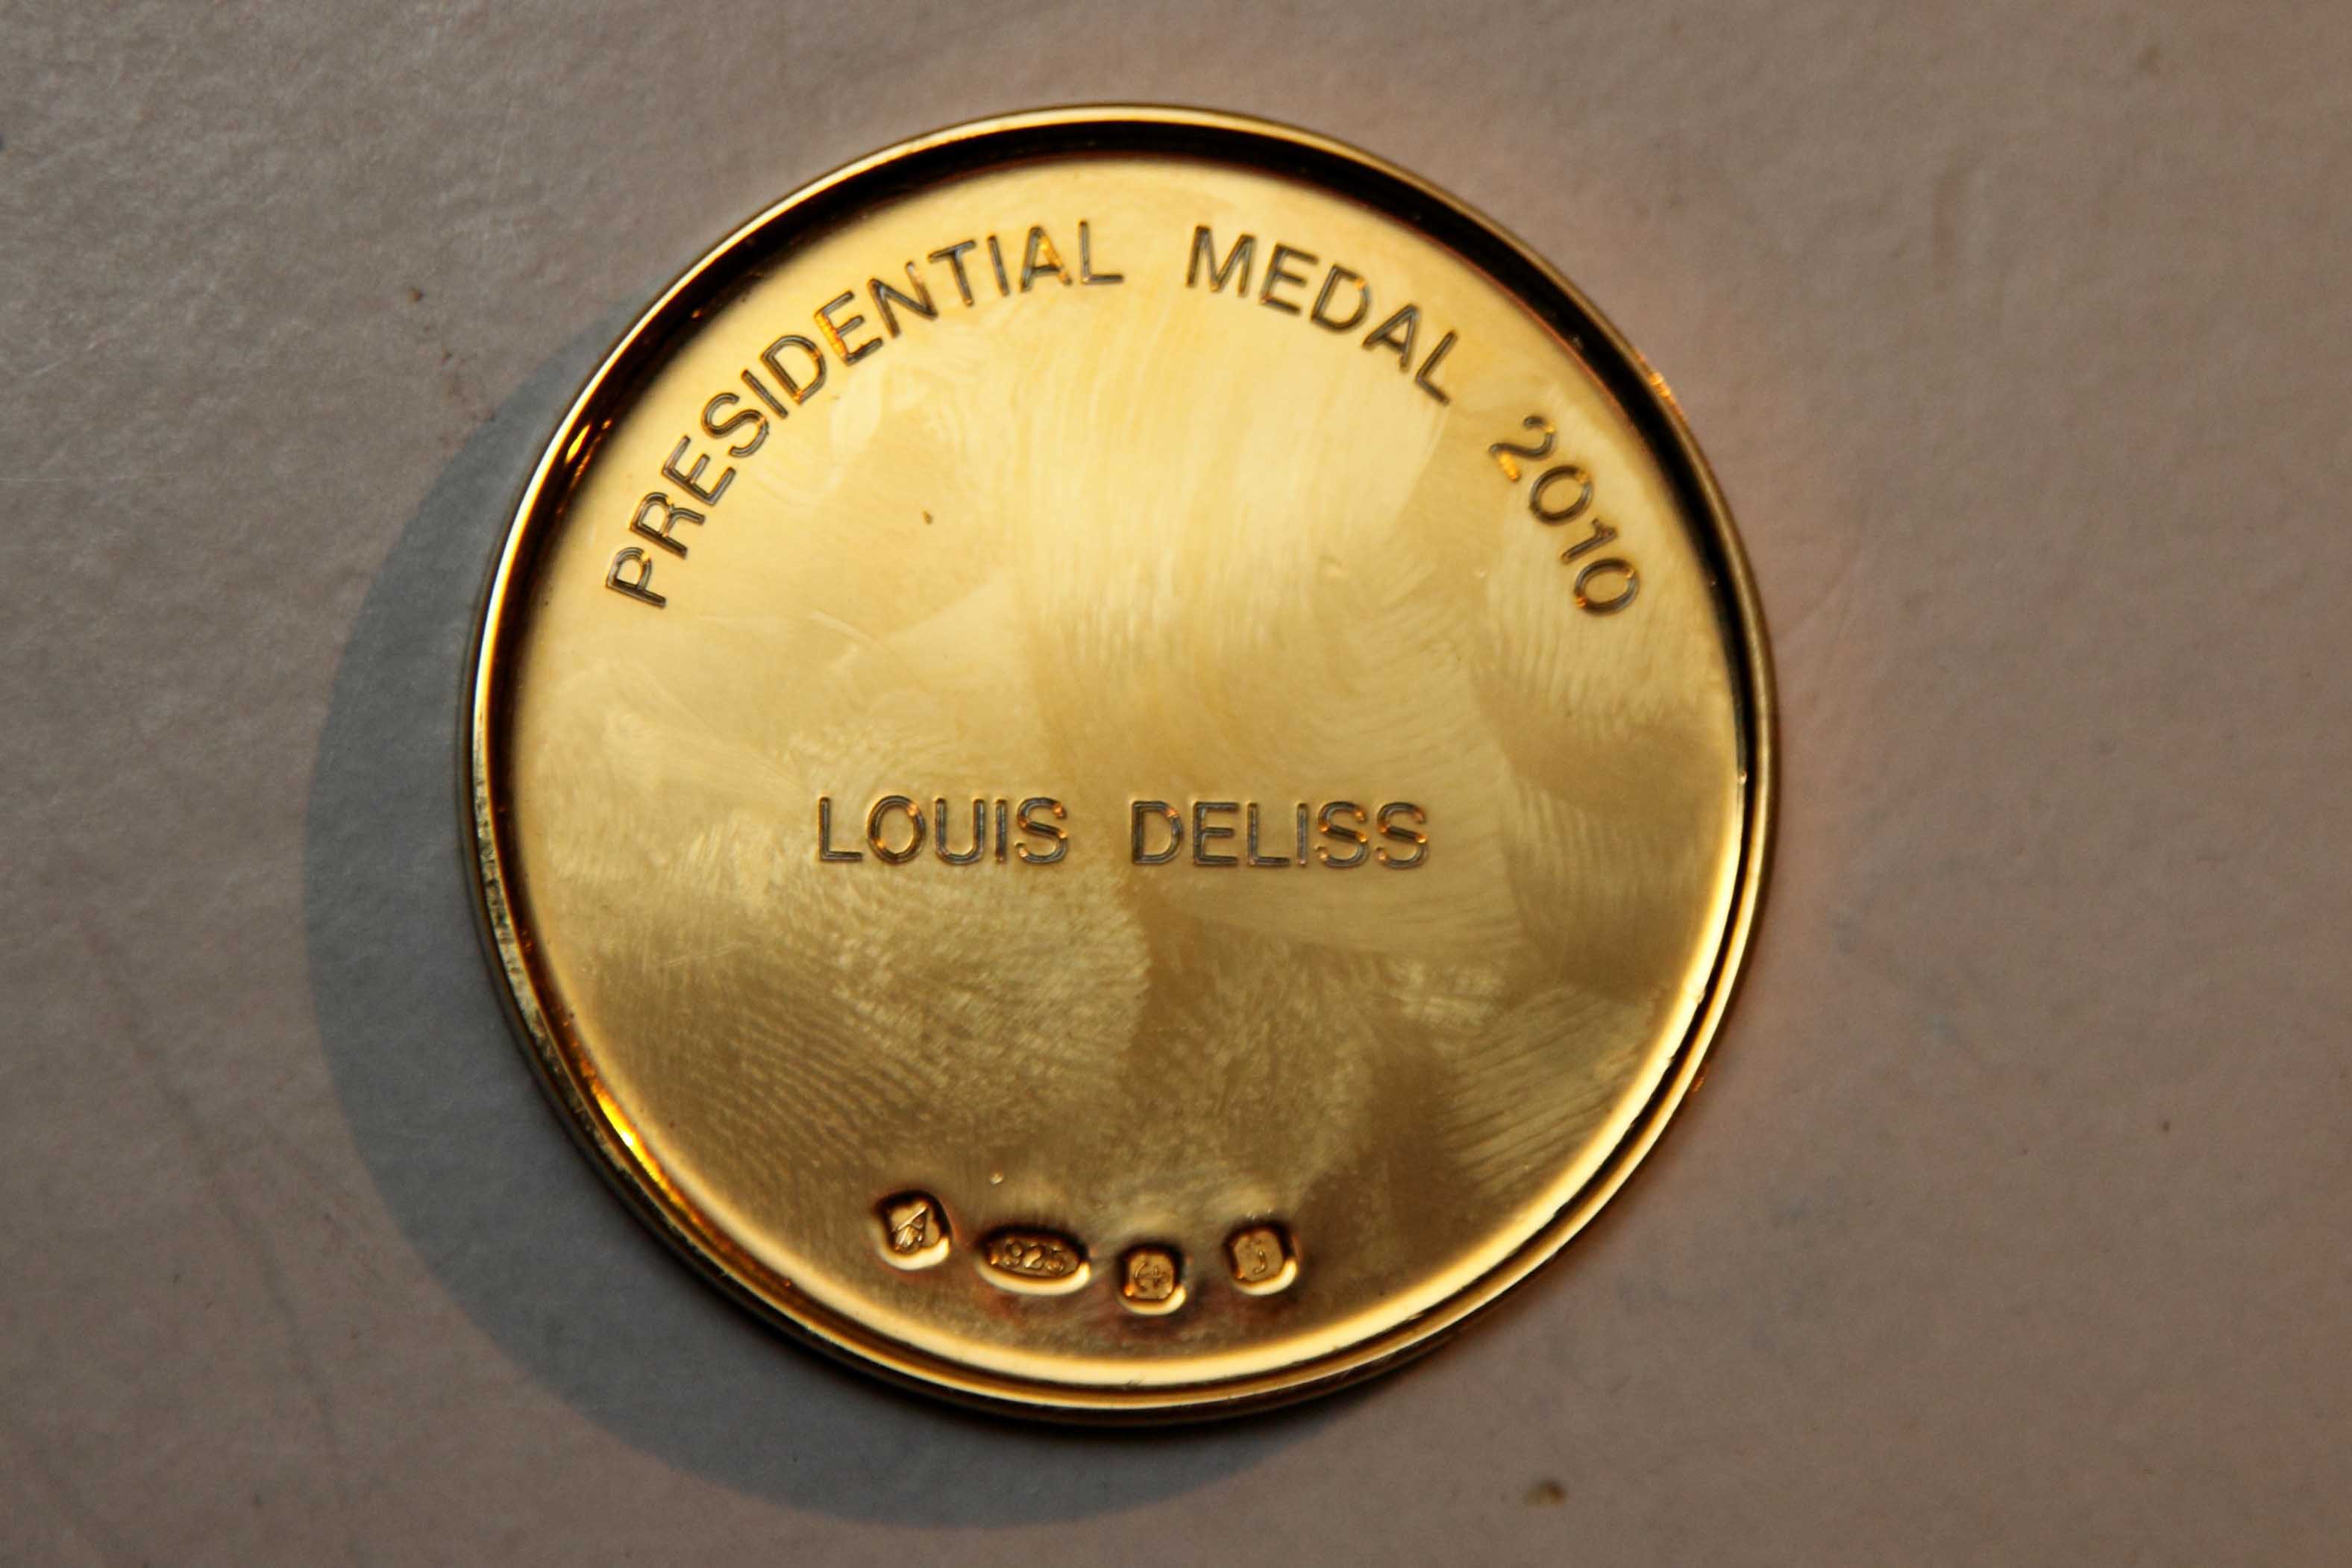 PRESIDENTIAL MEDAL 2010
LOUIS DELISS
925